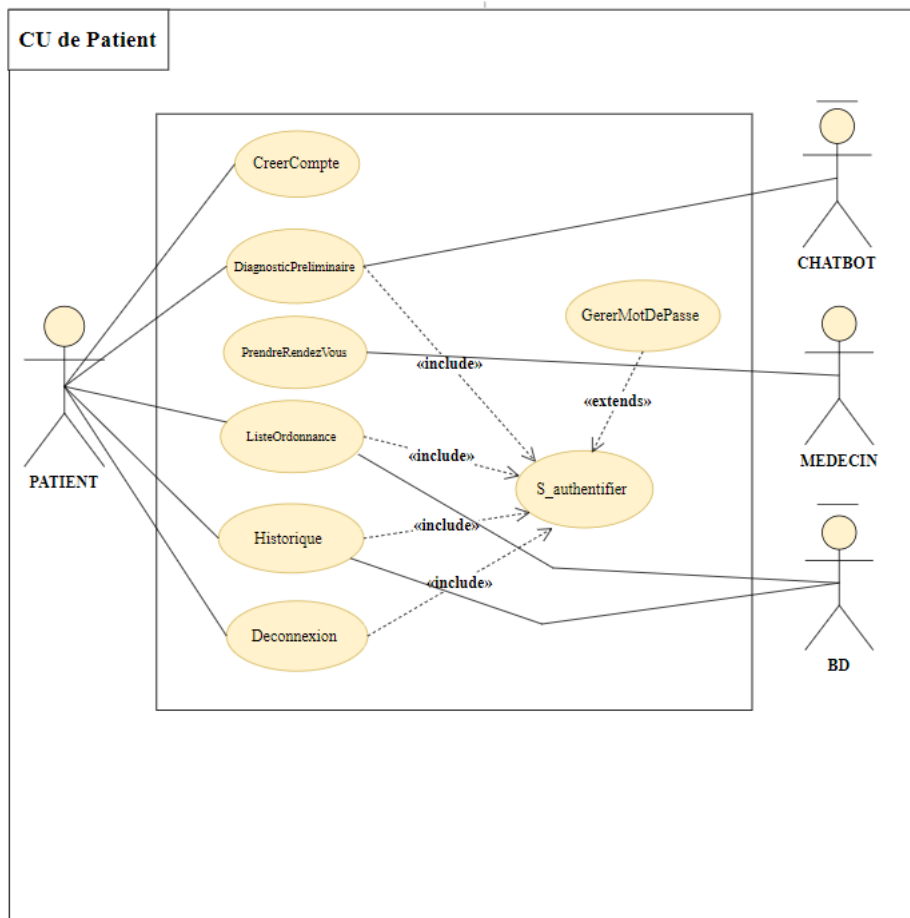 CU de Patient
CreerCompte
DiagnosticPreliminaire
CHATBOT
GererMotDePasse
PrendreRendezVous
«include»
«extends»
ListeOrdonnance
«include»
MEDECIN
PATIENT
S_authentifier
Historique
«include»
«include»
Deconnexion
BD